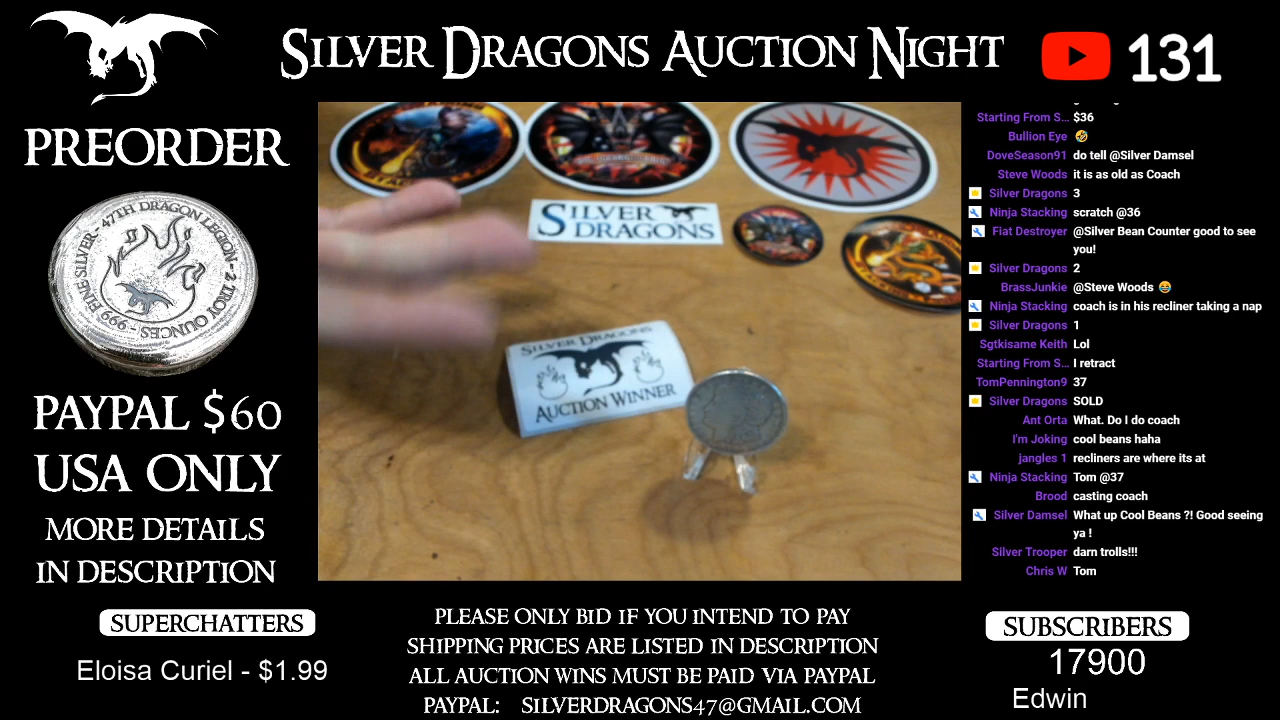 SILVER DRAGONS AUCTION NIGHT
131
PREORDER
47TH DRAGON LEGION - 2 TROY OUNCES - .999 FINE SILVER -
PAYPAL $60
USA ONLY
MORE DETAILS
IN DESCRIPTION
SUPERCHATTERS
Eloisa Curiel - $1.99
SILVER
DRAGONS
SILVER DRAGONS
AUCTION WINNER
Starting From S... $36
Bullion Eye 🤣
DoveSeason91 do tell @Silver Damsel
Steve Woods it is as old as Coach
Silver Dragons 3
Ninja Stacking scratch @36
Fiat Destroyer @Silver Bean Counter good to see
you!
Silver Dragons 2
BrassJunkie @Steve Woods 😂
Ninja Stacking coach is in his recliner taking a nap
Silver Dragons 1
Sgtkisame Keith Lol
Starting From S... I retract
TomPennington9 37
Silver Dragons SOLD
Ant Orta What. Do I do coach
I'm Joking cool beans haha
jangles 1 recliners are where its at
Ninja Stacking Tom @37
Brood casting coach
Silver Damsel What up Cool Beans ?! Good seeing
ya !
Silver Trooper darn trolls!!!
Chris W Tom
PLEASE ONLY BID IF YOU INTEND TO PAY
SHIPPING PRICES ARE LISTED IN DESCRIPTION
ALL AUCTION WINS MUST BE PAID VIA PAYPAL
PAYPAL: SILVERDRAGONS47@GMAIL.COM
SUBSCRIBERS
17900
Edwin